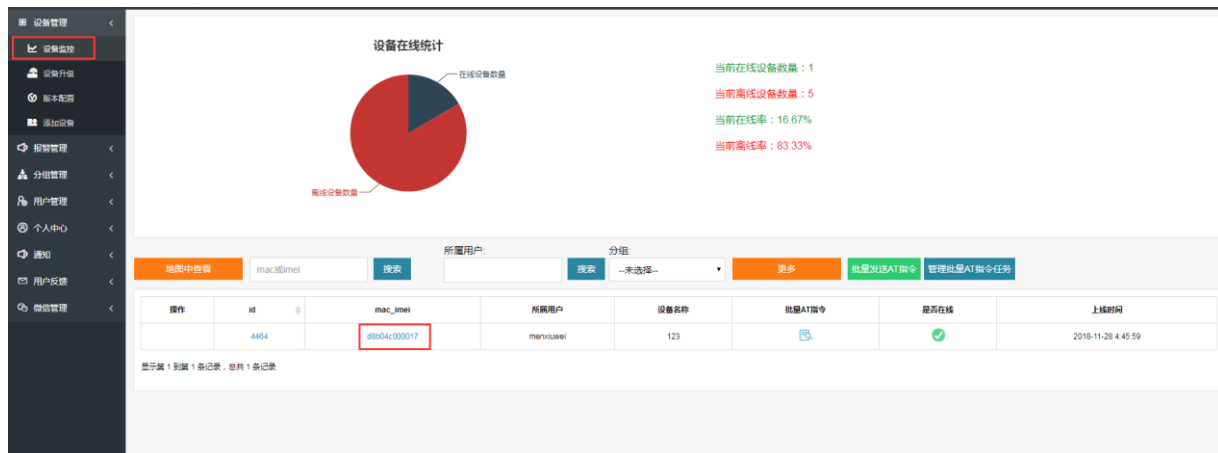 设备管理
设备监控
设备升级
版本配置
添加设备
报警管理
分组管理
用户管理
个人中心
通知
用户反馈
微信管理
设备在线统计
在线设备数量
离线设备数量
当前在线设备数量：1
当前离线设备数量：5
当前在线率：16.67%
当前离线率：83.33%
所属用户:
分组:
地图中查看
mac或imei
搜索
搜索
--未选择--
更多
批量发送AT指令
管理批量AT指令任务
操作 id mac_imei 所属用户 设备名称 批量AT指令 是否在线 上线时间
4464 d8b04c000017 menxiuwei 123 2018-11-28 4:45:59
显示第 1 到第 1 条记录，总共 1 条记录